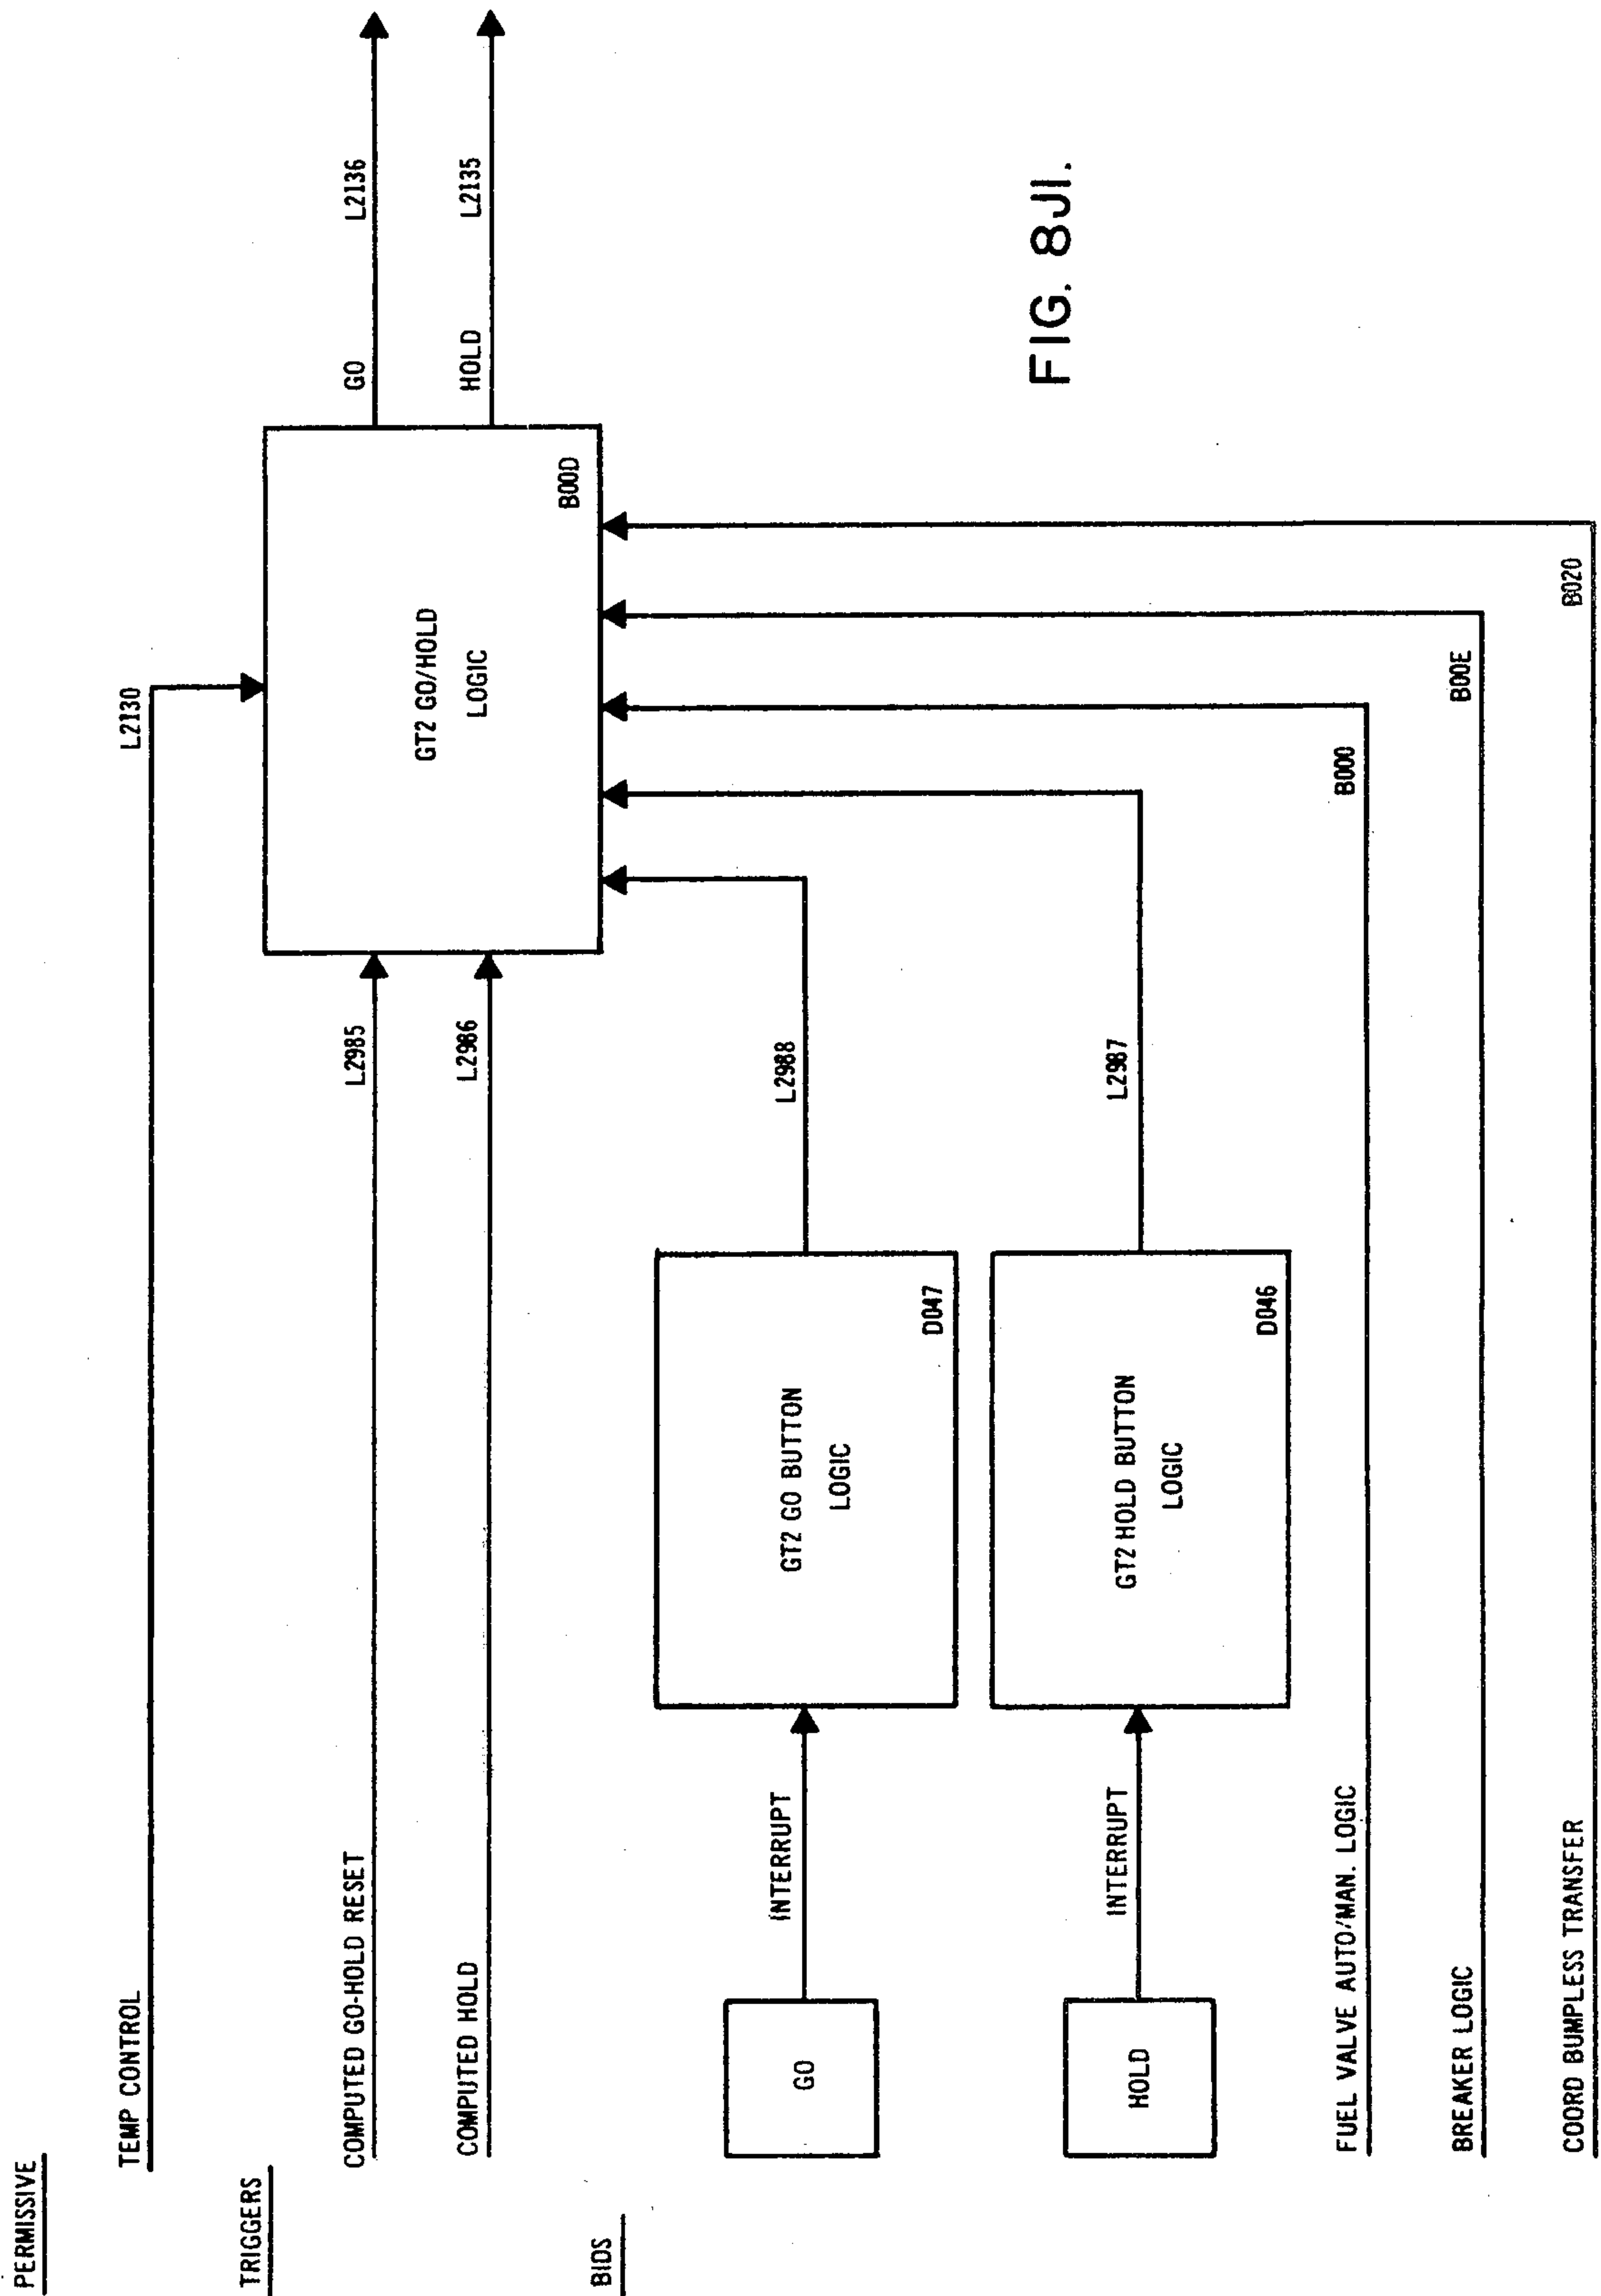 PERMISSIVE
TEMP CONTROL
L2130
TRIGGERS
COMPUTED GO-HOLD RESET
L2985
COMPUTED HOLD
L2986
GT2 GO/HOLD
LOGIC
B00D
GO
L2136
HOLD
L2135
BIDS
GO
INTERRUPT
GT2 GO BUTTON
LOGIC
D047
L2988
HOLD
INTERRUPT
GT2 HOLD BUTTON
LOGIC
D046
L2987
FUEL VALVE AUTO/MAN. LOGIC
B000
BREAKER LOGIC
B00E
COORD BUMPLESS TRANSFER
B020
FIG. 8J1.